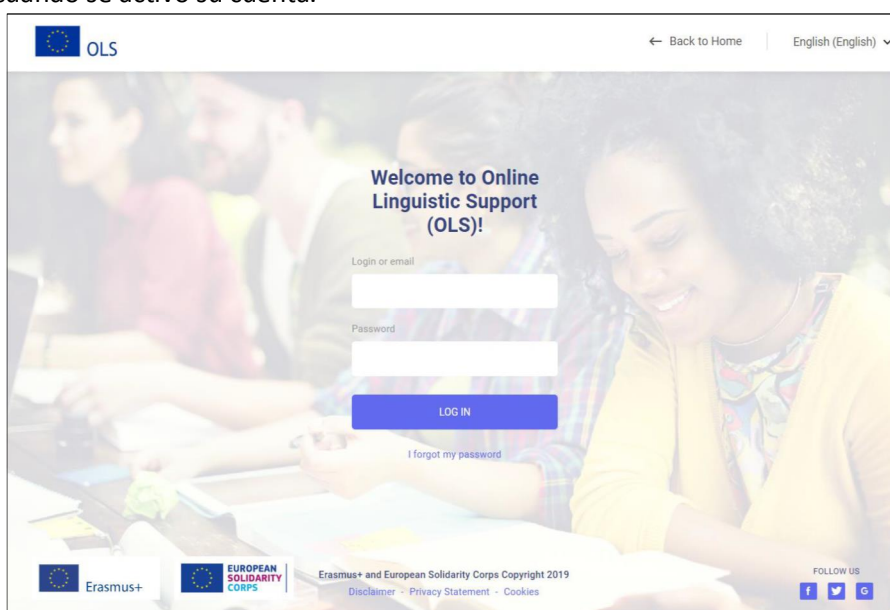 cuando se activó su cuenta.
OLS
← Back to Home
English (English)
Welcome to Online
Linguistic Support
(OLS)!
Login or email
Password
LOG IN
I forgot my password
Erasmus+
EUROPEAN
SOLIDARITY
CORPS
Erasmus+ and European Solidarity Corps Copyright 2019
Disclaimer - Privacy Statement - Cookies
FOLLOW US
f G